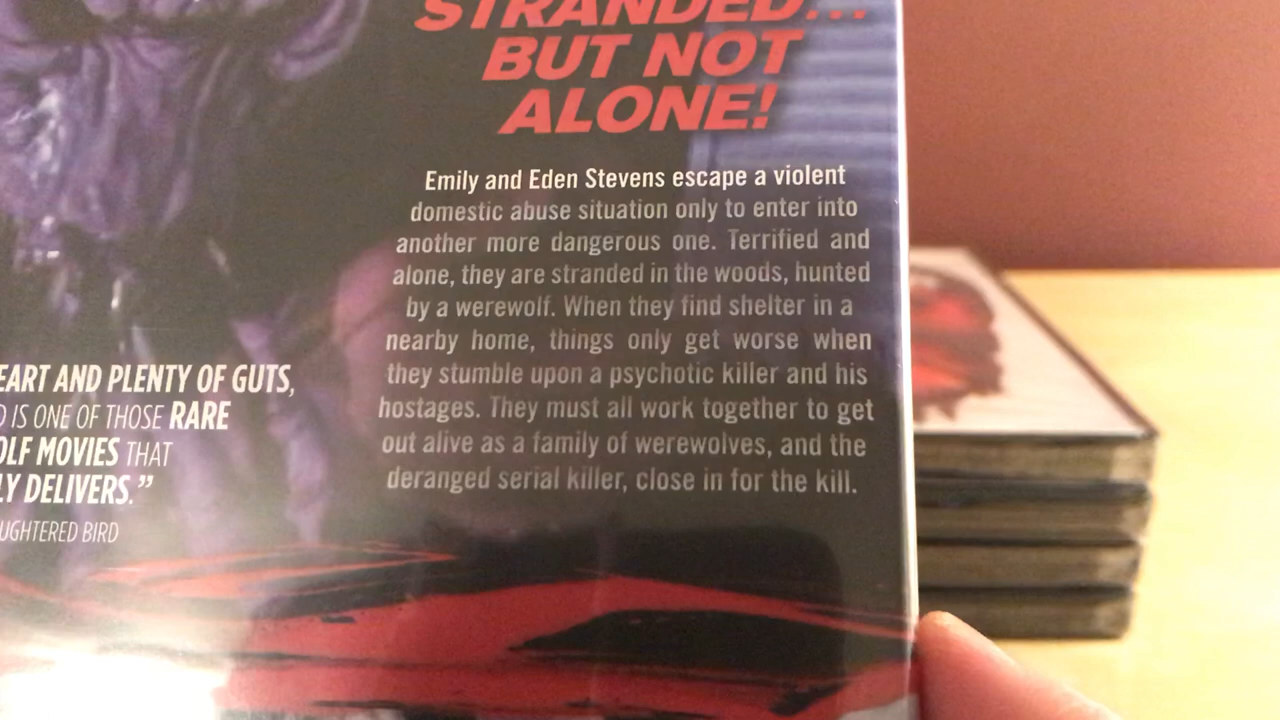 STRANDED...
BUT NOT
ALONE!
Emily and Eden Stevens escape a violent
domestic abuse situation only to enter into
another more dangerous one. Terrified and
alone, they are stranded in the woods, hunted
by a werewolf. When they find shelter in a
nearby home, things only get worse when
they stumble upon a psychotic killer and his
hostages. They must all work together to get
out alive as a family of werewolves, and the
deranged serial killer, close in for the kill.
EART AND PLENTY OF GUTS,
D IS ONE OF THOSE RARE
OLF MOVIES THAT
LY DELIVERS.”
UGHTERED BIRD